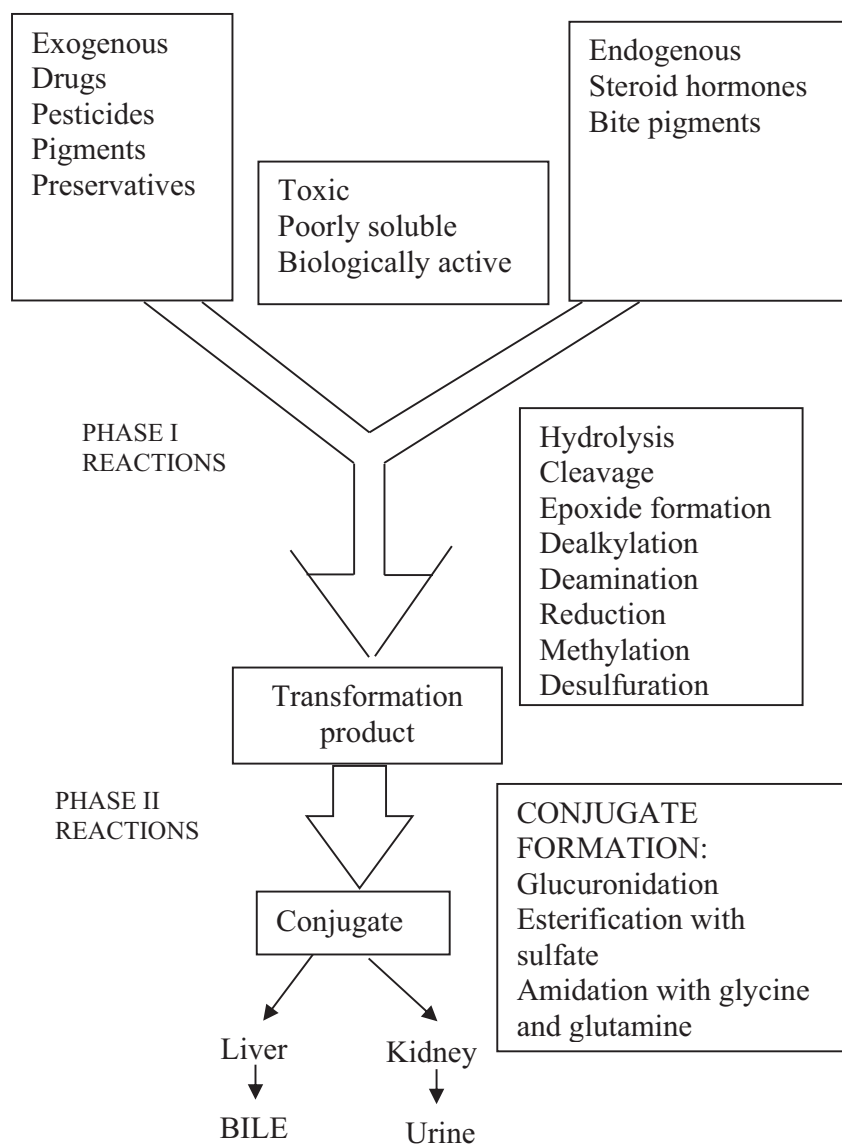 Exogenous
Drugs
Pesticides
Pigments
Preservatives
Endogenous
Steroid hormones
Bite pigments
Toxic
Poorly soluble
Biologically active
PHASE I
REACTIONS
Hydrolysis
Cleavage
Epoxide formation
Dealkylation
Deamination
Reduction
Methylation
Desulfuration
Transformation
product
PHASE II
REACTIONS
CONJUGATE
FORMATION:
Glucuronidation
Esterification with
sulfate
Amidation with glycine
and glutamine
Conjugate
Liver
Kidney
BILE
Urine